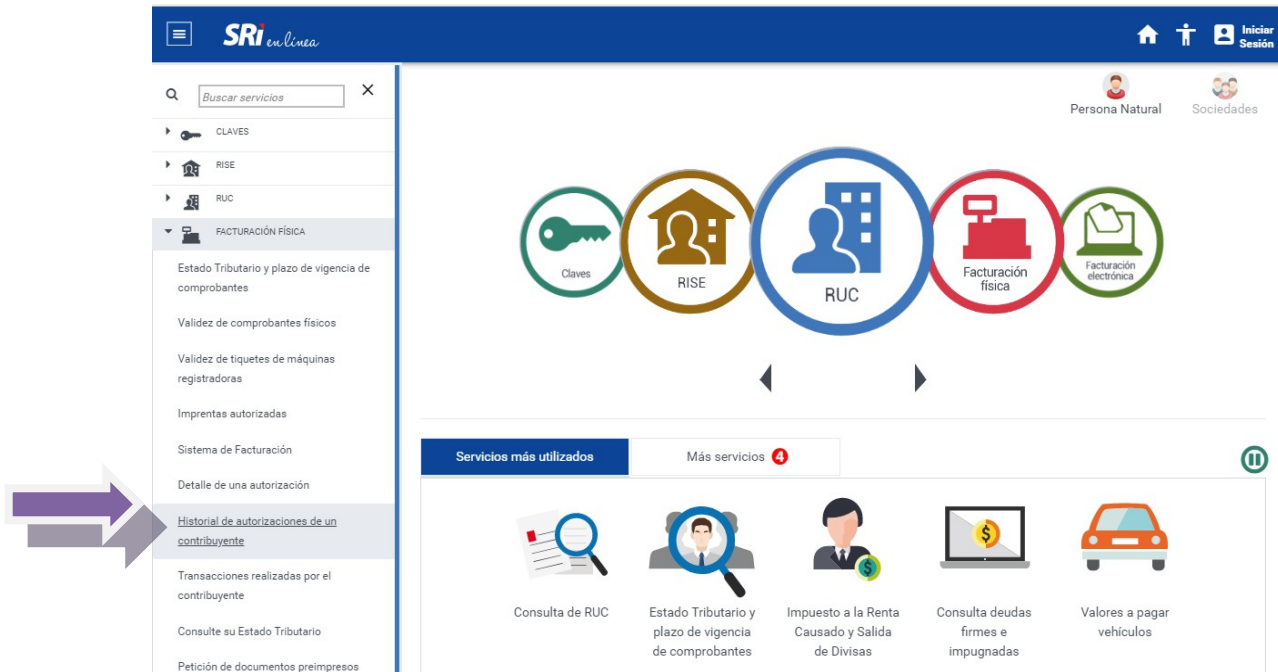 SRi en línea
Iniciar
Sesión
Buscar servicios
CLAVES
RISE
RUC
FACTURACIÓN FÍSICA
Estado Tributario y plazo de vigencia de
comprobantes
Validez de comprobantes físicos
Validez de tiquetes de máquinas
registradoras
Imprentas autorizadas
Sistema de Facturación
Detalle de una autorización
Historial de autorizaciones de un
contribuyente
Transacciones realizadas por el
contribuyente
Consulte su Estado Tributario
Petición de documentos preimpresos
Persona Natural
Sociedades
Claves
RISE
RUC
Facturación
física
Facturación
electrónica
Servicios más utilizados
Más servicios 4
Consulta de RUC
Estado Tributario y
plazo de vigencia
de comprobantes
Impuesto a la Renta
Causado y Salida
de Divisas
Consulta deudas
firmes e
impugnadas
Valores a pagar
vehículos